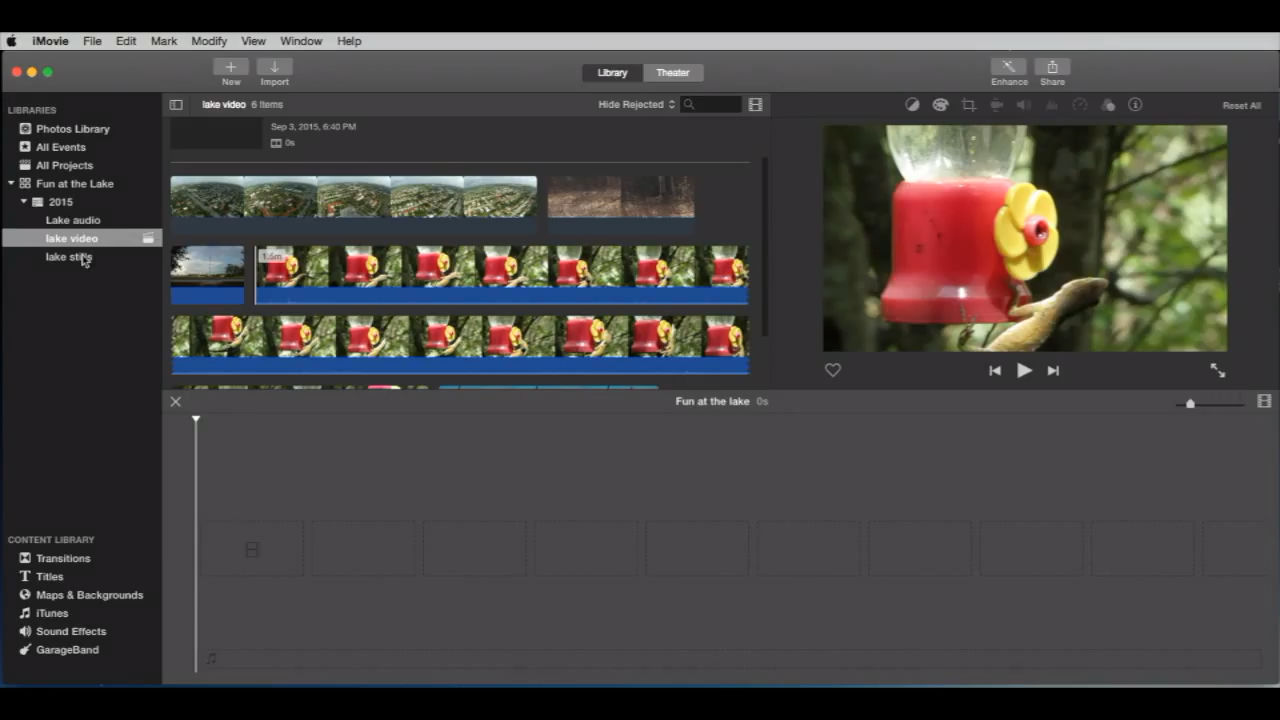 iMovie File Edit Mark Modify View Window Help
New Import Library Theater Enhance Share
LIBRARIES
Photos Library
All Events
All Projects
Fun at the Lake
2015
Lake audio
lake video
lake stills
CONTENT LIBRARY
Transitions
Titles
Maps & Backgrounds
iTunes
Sound Effects
GarageBand
lake video 6 Items Hide Rejected
Sep 3, 2015, 6:40 PM
0s
1.5m
Reset All
Fun at the lake 0s